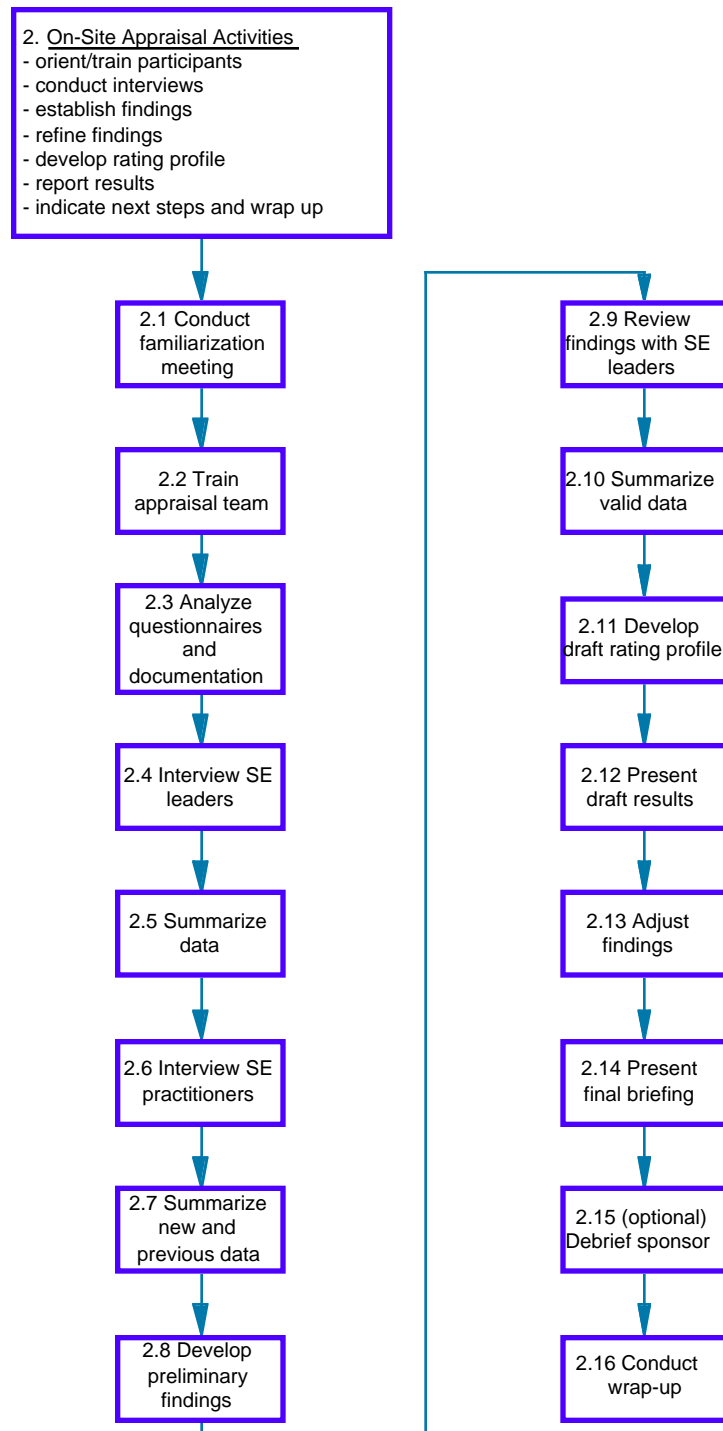 2. On-Site Appraisal Activities
- orient/train participants
- conduct interviews
- establish findings
- refine findings
- develop rating profile
- report results
- indicate next steps and wrap up
2.1 Conduct
familiarization
meeting
2.2 Train
appraisal team
2.3 Analyze
questionnaires
and
documentation
2.4 Interview SE
leaders
2.5 Summarize
data
2.6 Interview SE
practitioners
2.7 Summarize
new and
previous data
2.8 Develop
preliminary
findings
2.9 Review
findings with SE
leaders
2.10 Summarize
valid data
2.11 Develop
draft rating profile
2.12 Present
draft results
2.13 Adjust
findings
2.14 Present
final briefing
2.15 (optional)
Debrief sponsor
2.16 Conduct
wrap-up